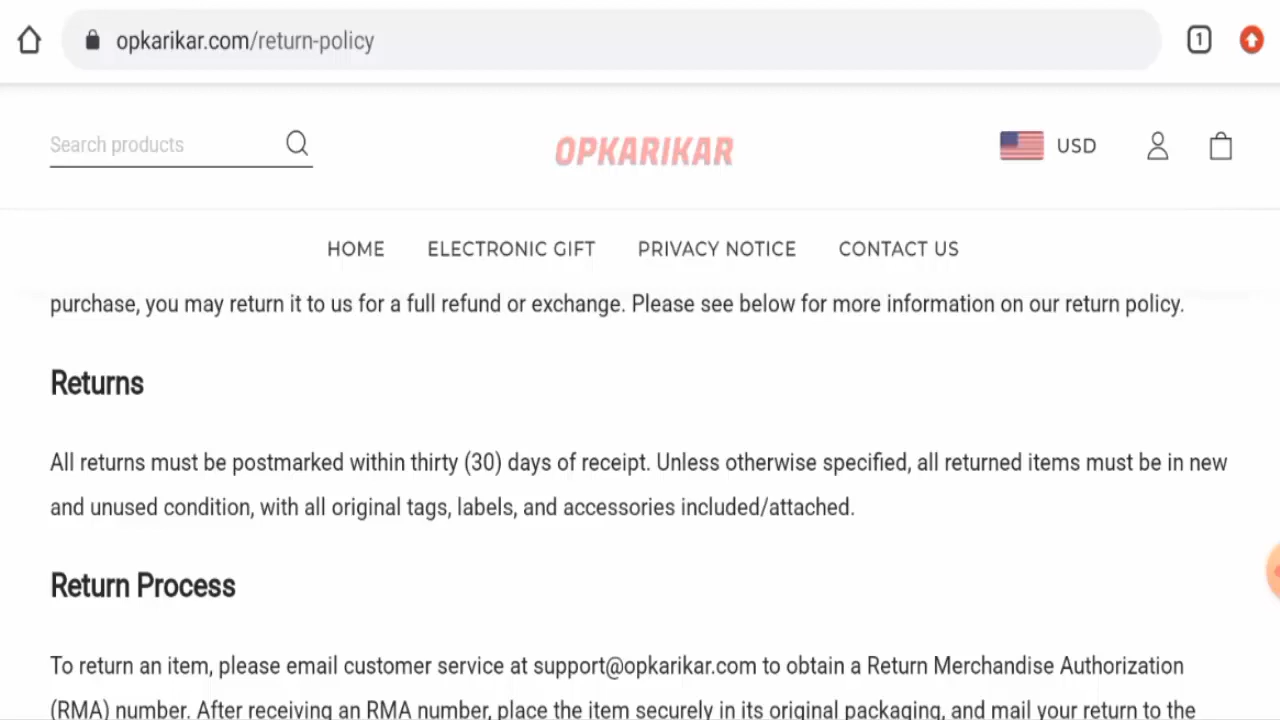 opkarikar.com/return-policy
1
Search products
OPKARIKAR
USD
HOME ELECTRONIC GIFT PRIVACY NOTICE CONTACT US
purchase, you may return it to us for a full refund or exchange. Please see below for more information on our return policy.
Returns
All returns must be postmarked within thirty (30) days of receipt. Unless otherwise specified, all returned items must be in new
and unused condition, with all original tags, labels, and accessories included/attached.
Return Process
To return an item, please email customer service at support@opkarikar.com to obtain a Return Merchandise Authorization
(RMA) number. After receiving an RMA number, place the item securely in its original packaging, and mail your return to the